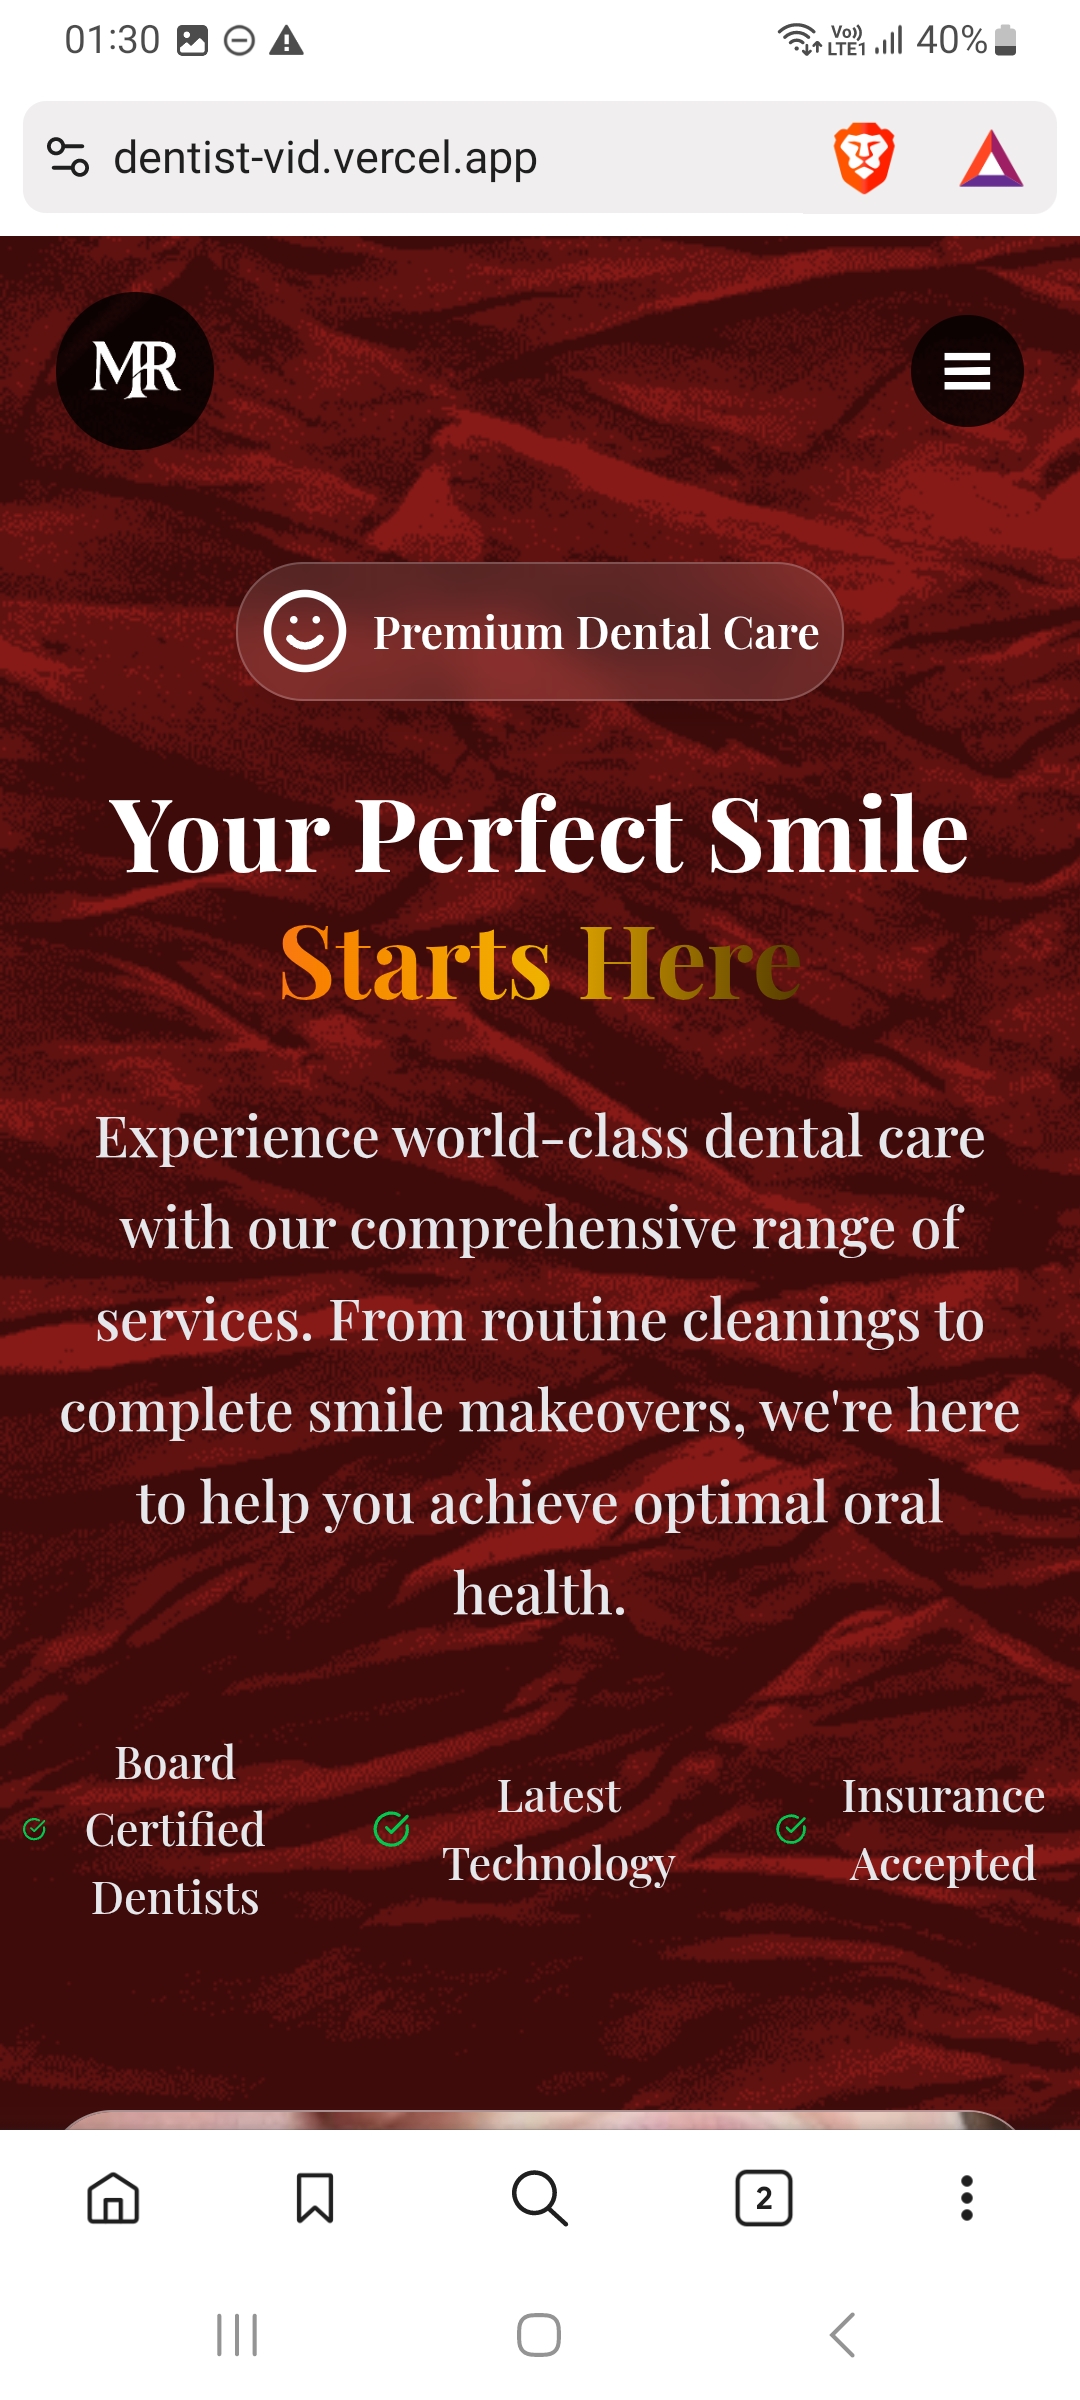 01:30
Vo)) LTE1 40%
dentist-vid.vercel.app
MR
Premium Dental Care
Your Perfect Smile
Starts Here
Experience world-class dental care
with our comprehensive range of
services. From routine cleanings to
complete smile makeovers, we're here
to help you achieve optimal oral
health.
Board
Certified
Dentists
Latest
Technology
Insurance
Accepted
2